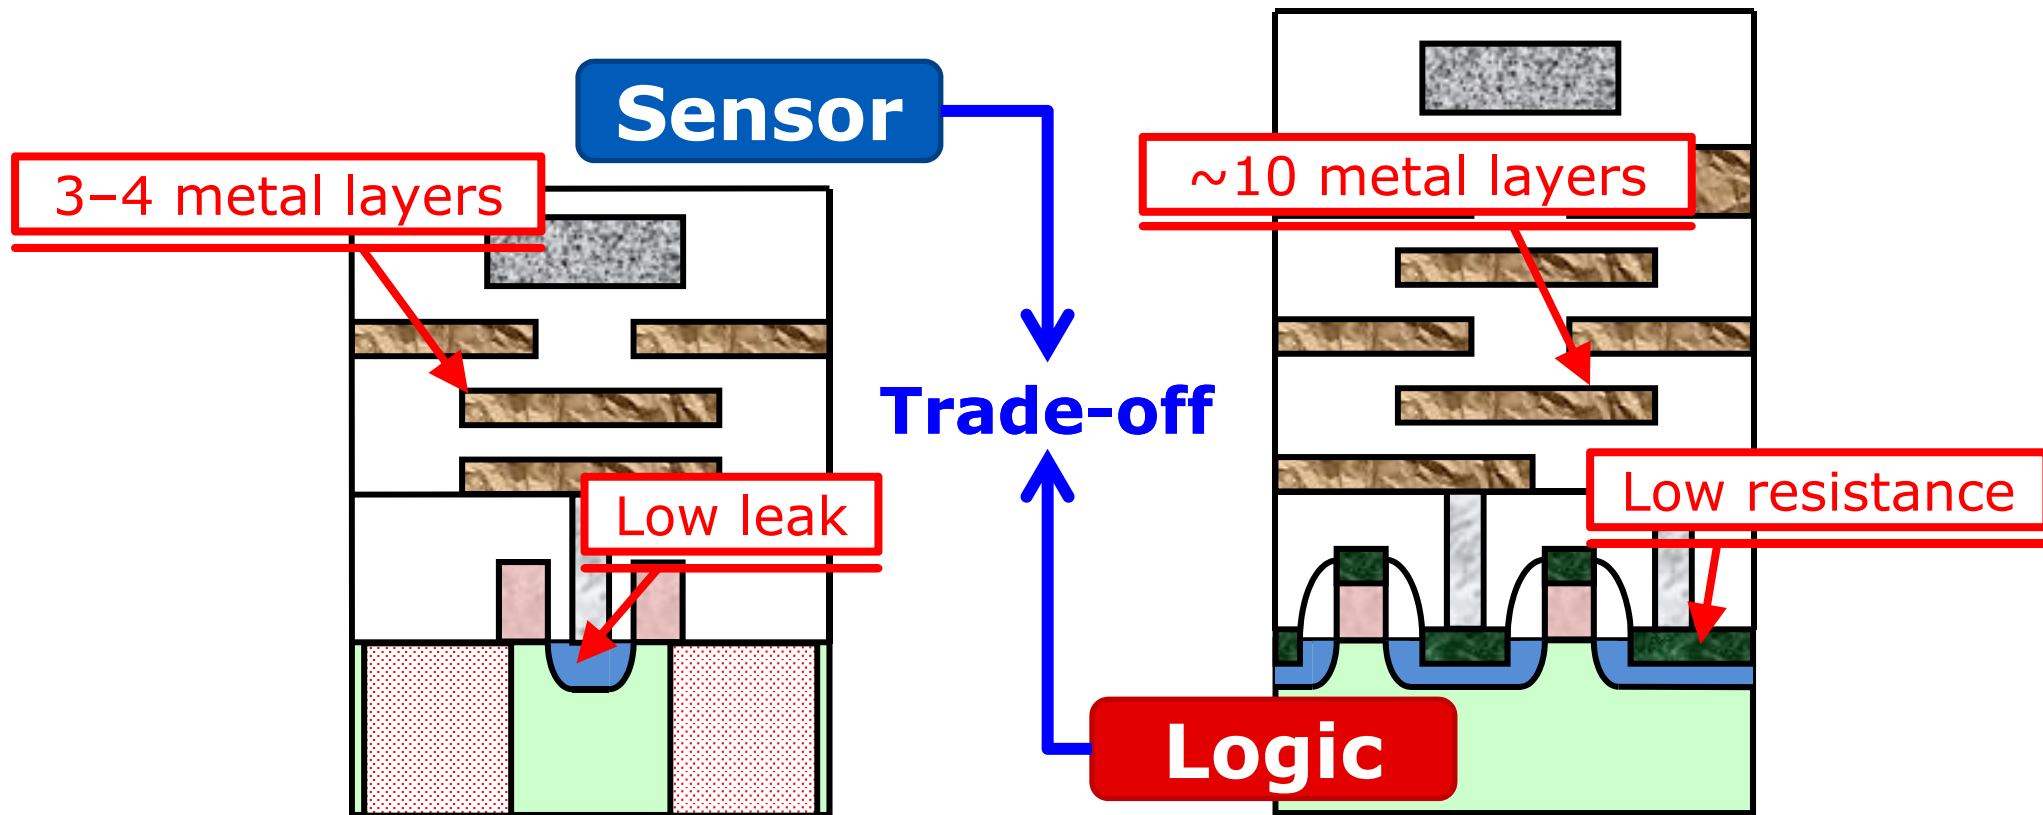 Sensor
3–4 metal layers
~10 metal layers
Trade-off
Low leak
Low resistance
Logic